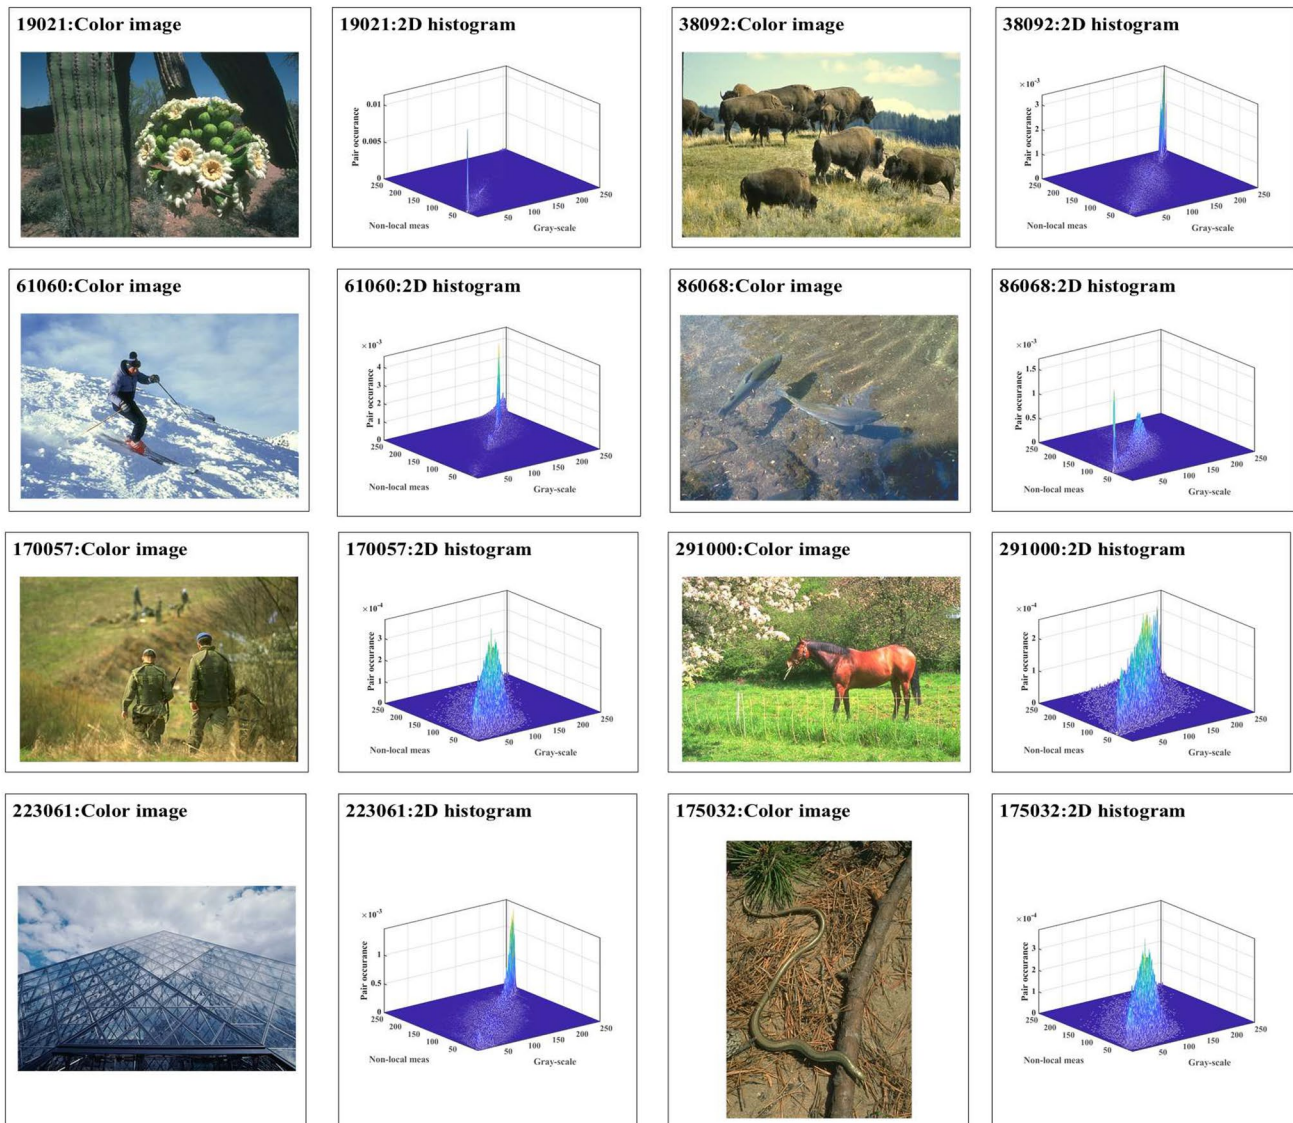 19021:Color image
19021:2D histogram
38092:Color image
38092:2D histogram
0.01
0.005
0
Pair occurance
250
200
150
100
50
Non-local meas
50
100
150
200
250
Gray-scale
×10⁻³
3
2
1
0
Pair occurance
250
200
150
100
50
Non-local meas
50
100
150
200
250
Gray-scale
61060:Color image
61060:2D histogram
86068:Color image
86068:2D histogram
×10⁻³
4
3
2
1
0
Pair occurance
250
200
150
100
50
Non-local meas
50
100
150
200
250
Gray-scale
×10⁻³
1.5
1
0.5
0
Pair occurance
250
200
150
100
50
Non-local meas
50
100
150
200
250
Gray-scale
170057:Color image
170057:2D histogram
291000:Color image
291000:2D histogram
×10⁻⁴
3
2
1
0
Pair occurance
250
200
150
100
50
Non-local meas
50
100
150
200
250
Gray-scale
×10⁻⁴
2
1
0
Pair occurance
250
200
150
100
50
Non-local meas
50
100
150
200
250
Gray-scale
223061:Color image
223061:2D histogram
175032:Color image
175032:2D histogram
×10⁻³
1
0.5
0
Pair occurance
250
200
150
100
50
Non-local meas
50
100
150
200
250
Gray-scale
×10⁻⁴
3
2
1
0
Pair occurance
250
200
150
100
50
Non-local meas
50
100
150
200
250
Gray-scale